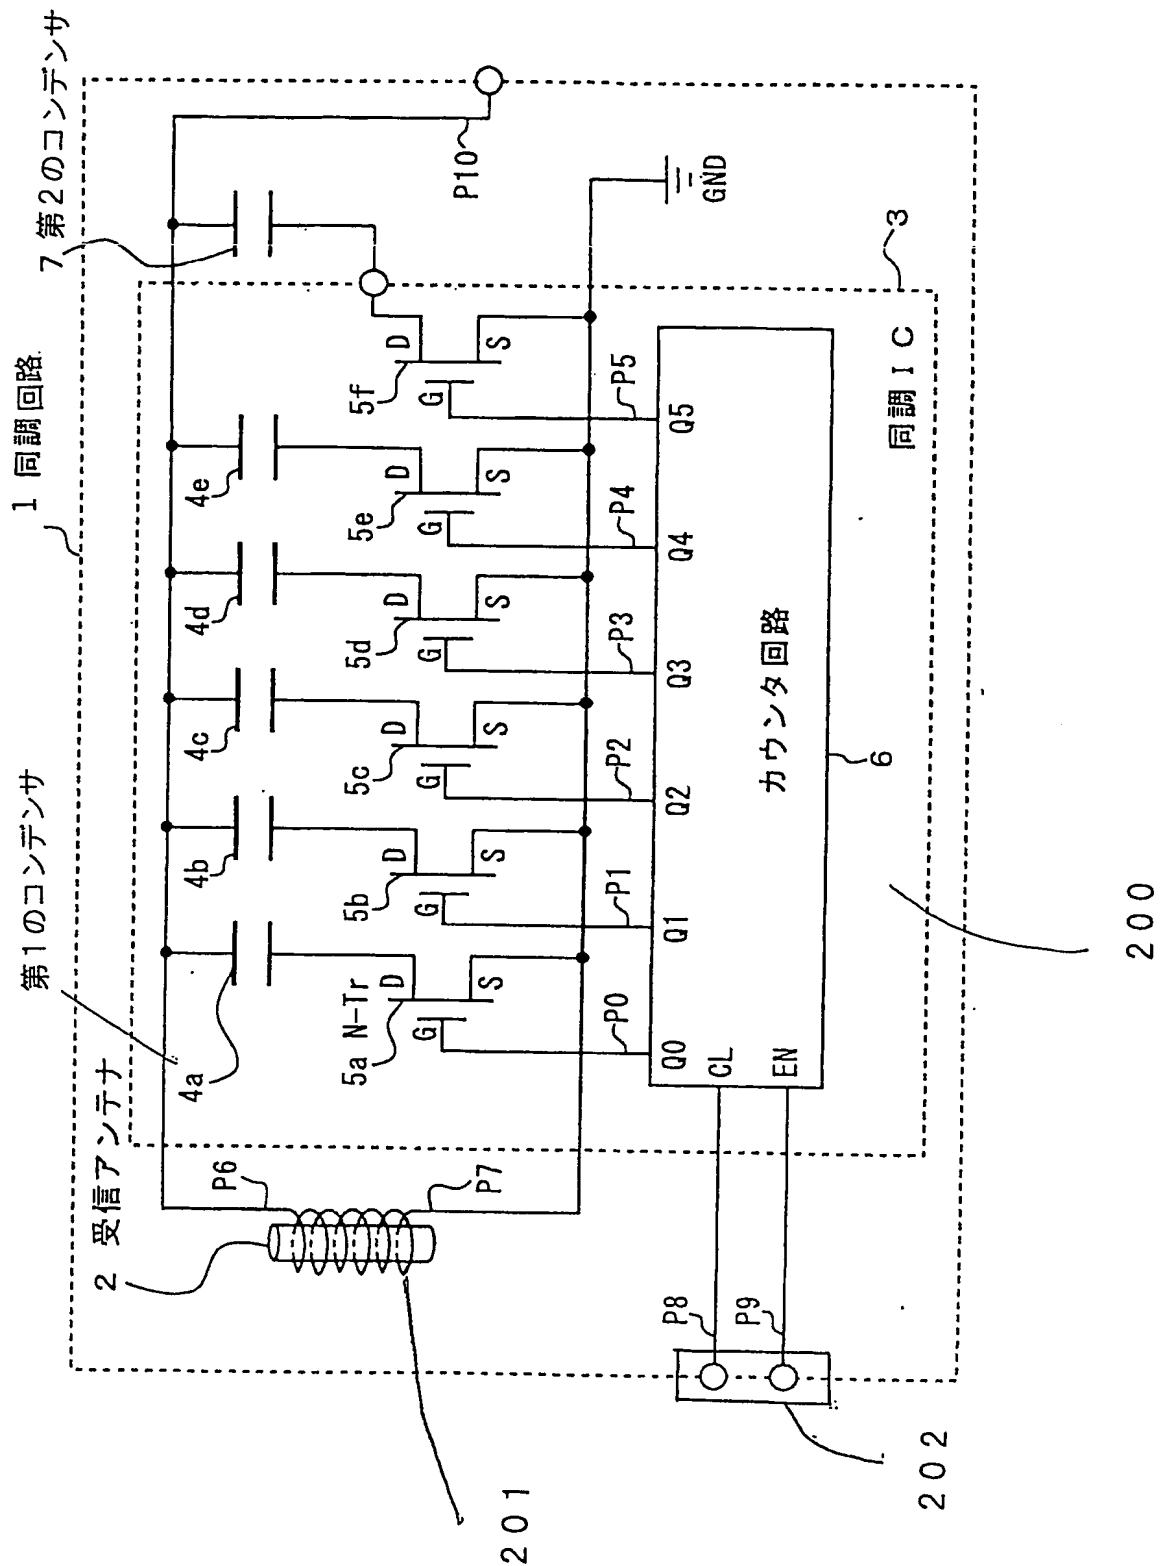 1 同調回路
第1のコンデンサ
7 第2のコンデンサ
受信アンテナ
2
P6
P7
4a
4b
4c
4d
4e
P10
5a N-Tr
D
G
S
5b
D
G
S
5c
D
G
S
5d
D
G
S
5e
D
G
S
5f
D
G
S
GND
P0
P1
P2
P3
P4
P5
Q0
Q1
Q2
Q3
Q4
Q5
CL
EN
カウンタ回路
6
同調IC
3
P8
P9
200
201
202